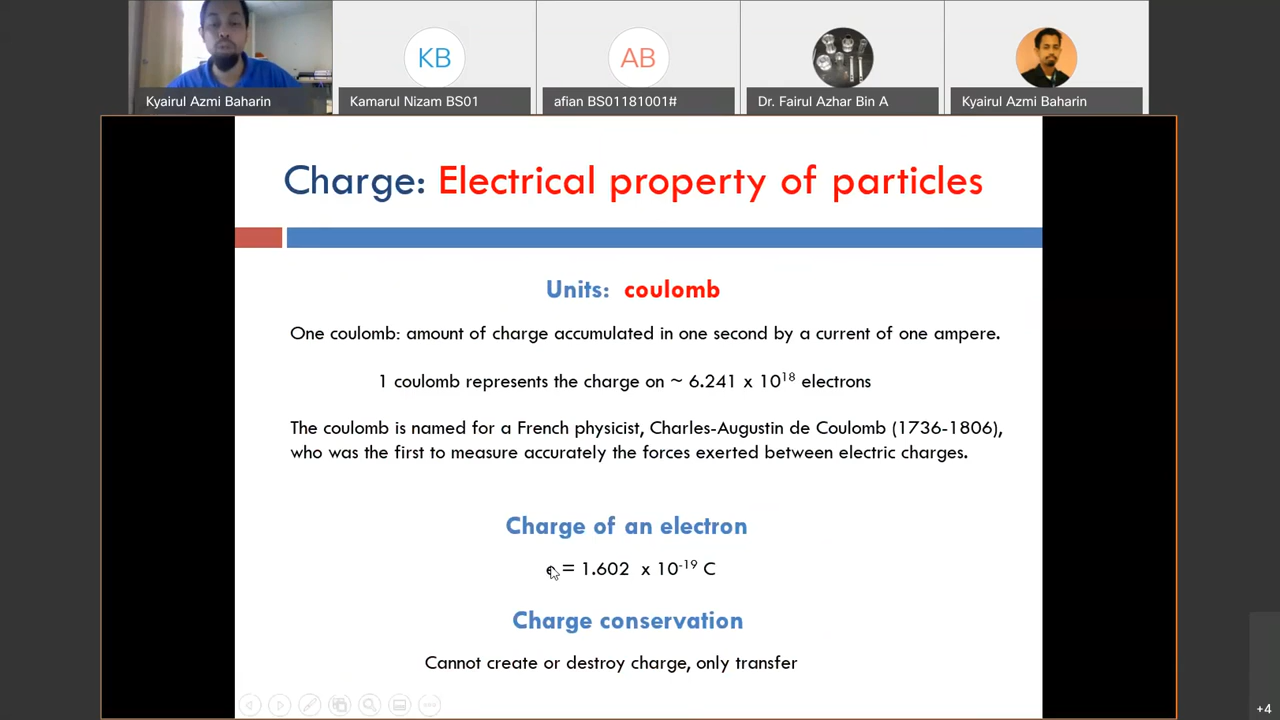 KB
AB
Kyairul Azmi Baharin
Kamarul Nizam BS01
afian BS01181001#
Dr. Fairul Azhar Bin A
Kyairul Azmi Baharin
Charge: Electrical property of particles
Units: coulomb
One coulomb: amount of charge accumulated in one second by a current of one ampere.
1 coulomb represents the charge on ~ 6.241 x 10¹⁸ electrons
The coulomb is named for a French physicist, Charles-Augustin de Coulomb (1736-1806),
who was the first to measure accurately the forces exerted between electric charges.
Charge of an electron
e = 1.602 x 10⁻¹⁹ C
Charge conservation
Cannot create or destroy charge, only transfer
+4